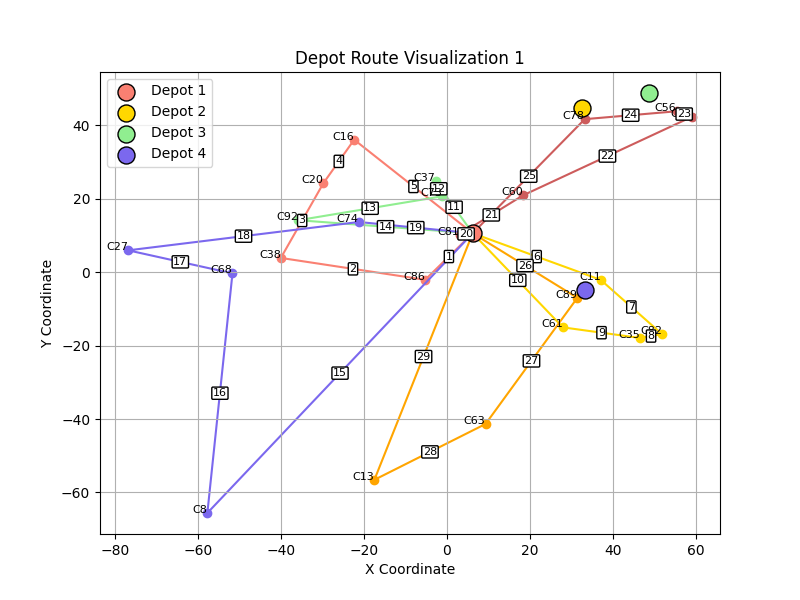 Depot Route Visualization 1
Depot 1
Depot 2
Depot 3
Depot 4
Y Coordinate
40
20
0
−20
−40
−60
−80
−60
−40
−20
0
20
40
60
X Coordinate
C56
23
24
C78
C16
4
22
C37
C20
5
12
25
C60
13
11
21
C92
3
C74
14
19
C81
20
18
C27
17
C68
C38
2
C86
1
6
26
10
C11
C89
7
C61
9
C35
8
29
27
15
16
C63
28
C13
C8